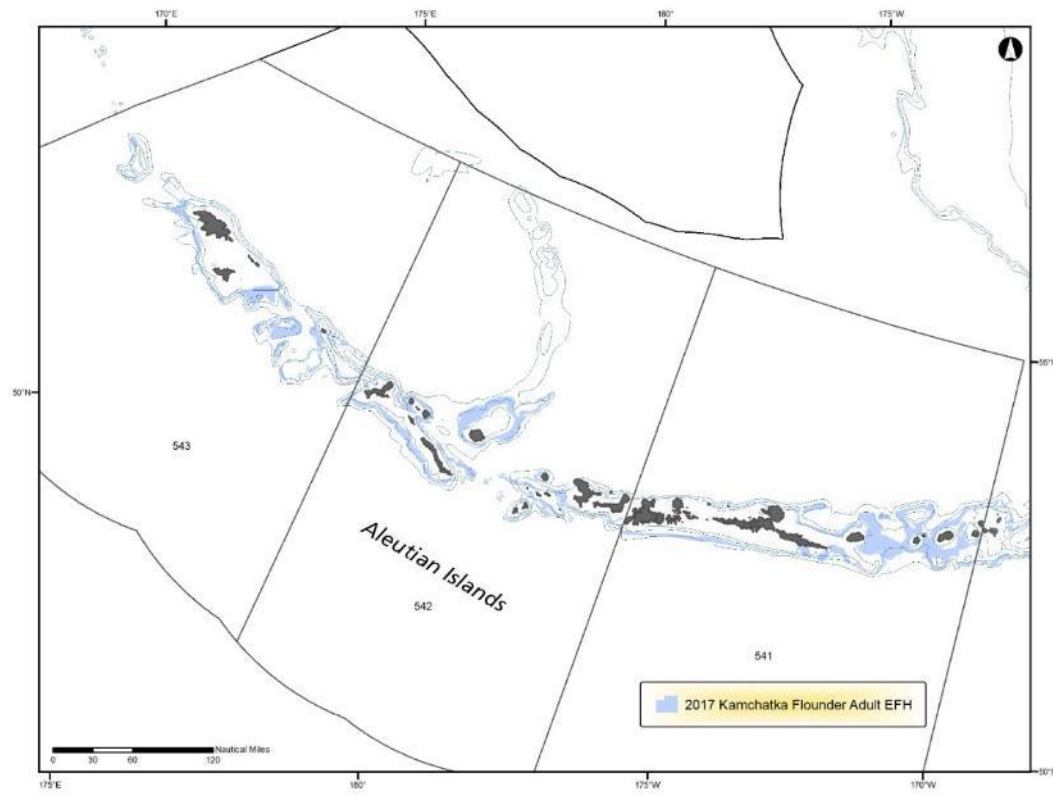 170°E 175°E 180° 175°W
55°N
50°N
543
Aleutian Islands
542
541
2017 Kamchatka Flounder Adult EFH
Nautical Miles
0 30 60 120
50°N
175°E 180° 175°W 170°W